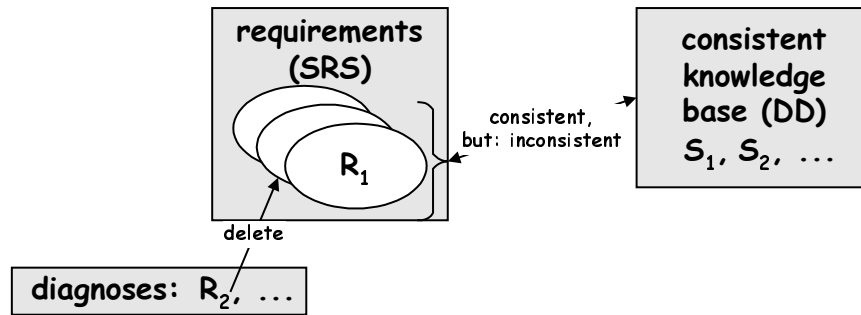 requirements
(SRS)
R₁
consistent,
but: inconsistent
consistent
knowledge
base (DD)
S₁, S₂, ...
delete
diagnoses: R₂, ...